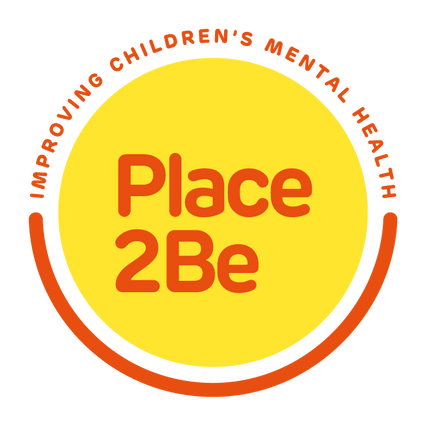 IMPROVING CHILDREN'S MENTAL HEALTH
Place
2Be